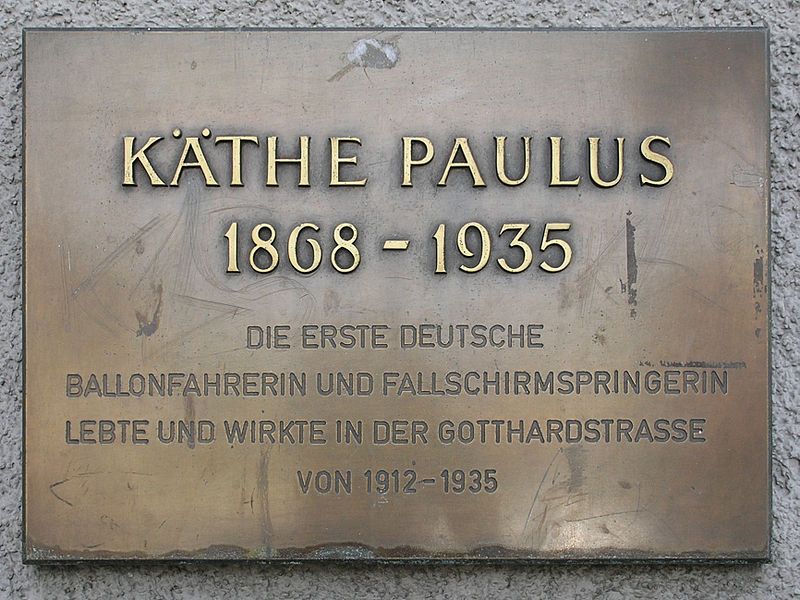 KÄTHE PAULUS
1868 – 1935
DIE ERSTE DEUTSCHE
BALLONFAHRERIN UND FALLSCHIRMSPRINGERIN
LEBTE UND WIRKTE IN DER GOTTHARDSTRASSE
VON 1912 – 1935